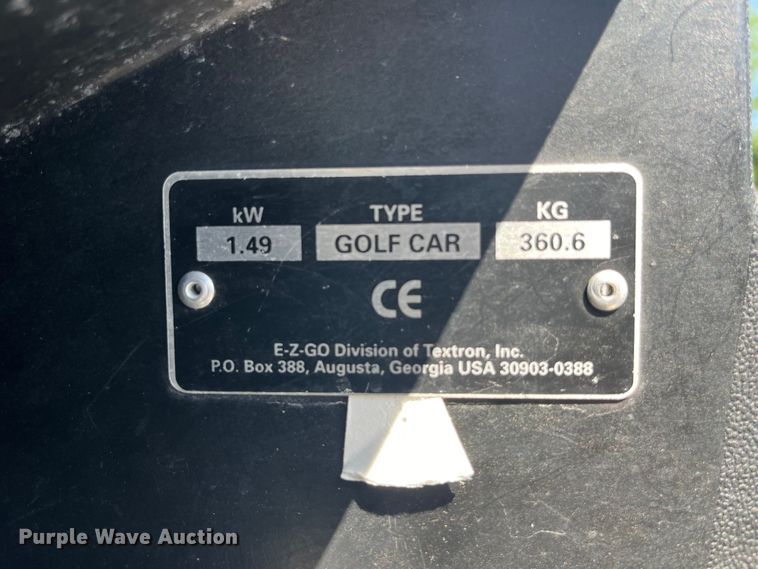 kW TYPE KG
1.49 GOLF CAR 360.6
CE
E-Z-GO Division of Textron, Inc.
P.O. Box 388, Augusta, Georgia USA 30903-0388
Purple Wave Auction